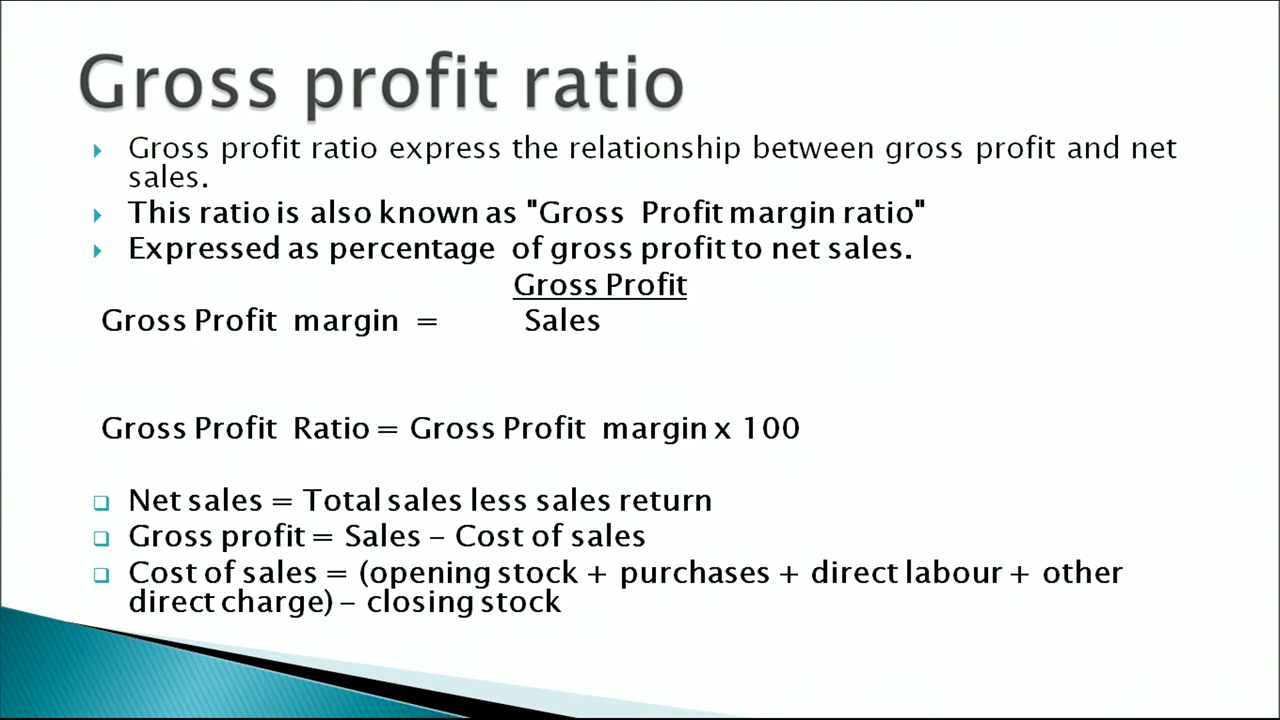 Gross profit ratio
Gross profit ratio express the relationship between gross profit and net
sales.
This ratio is also known as "Gross Profit margin ratio"
Expressed as percentage of gross profit to net sales.
Gross Profit
Gross Profit margin = Sales
Gross Profit Ratio = Gross Profit margin x 100
Net sales = Total sales less sales return
Gross profit = Sales – Cost of sales
Cost of sales = (opening stock + purchases + direct labour + other
direct charge) – closing stock